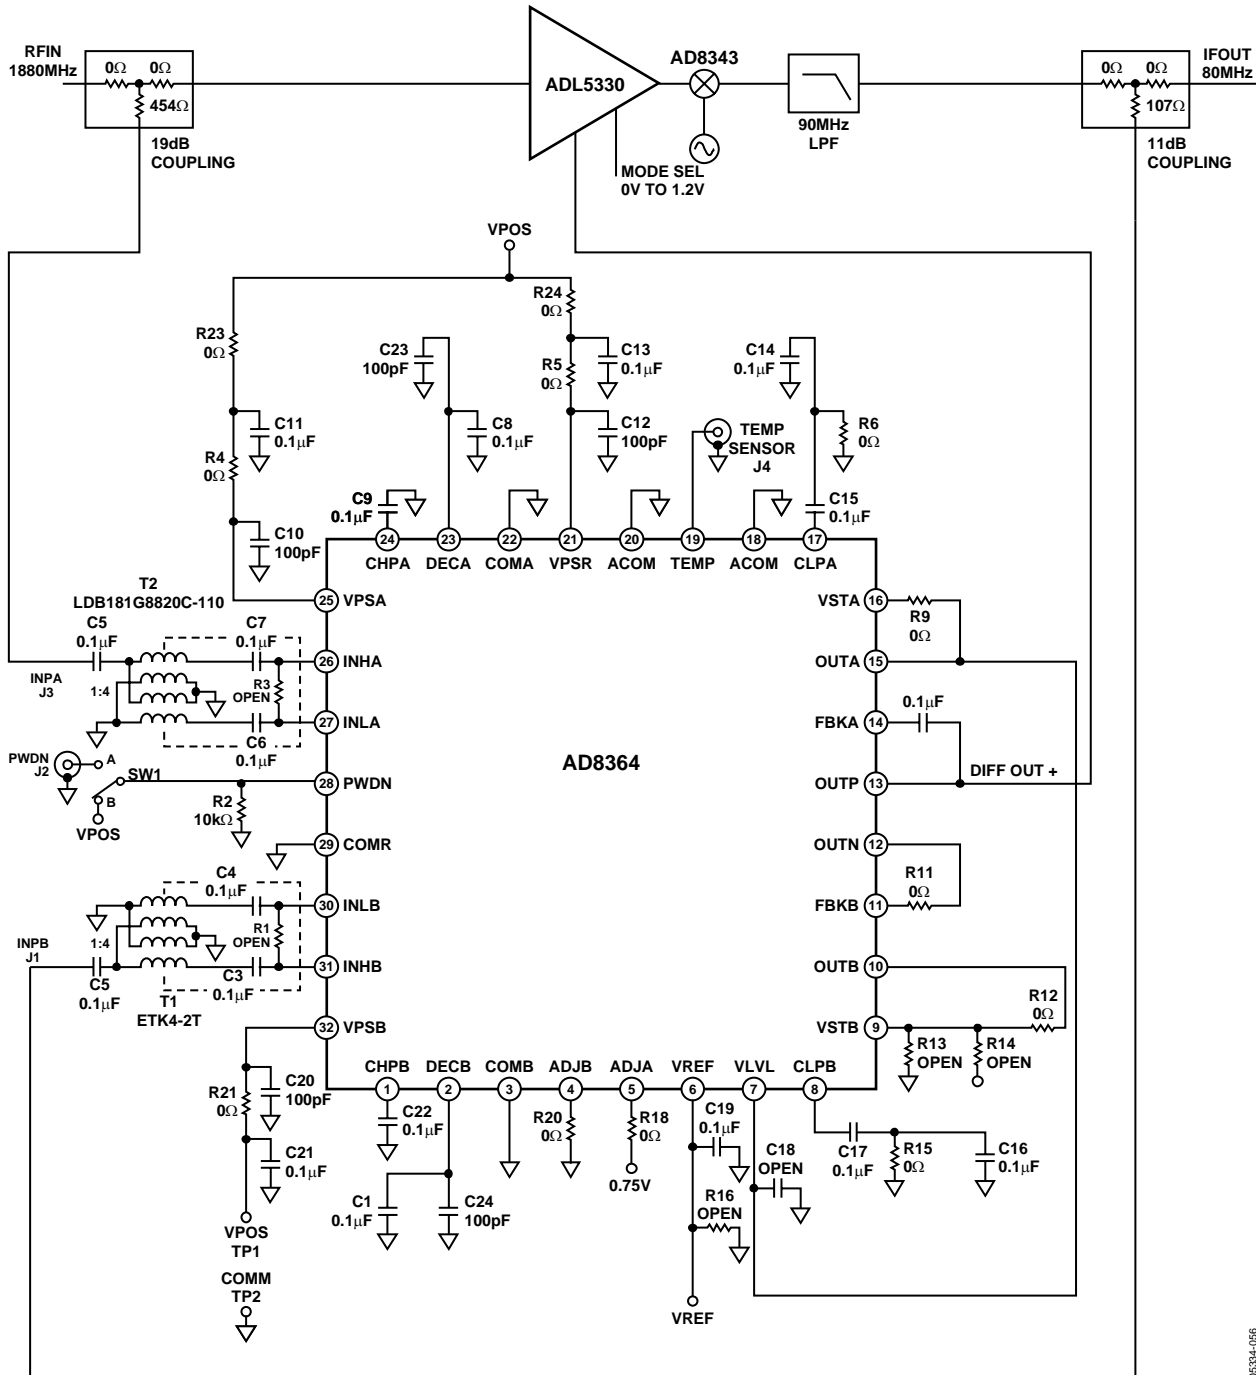 RFIN
1880MHz
0Ω 0Ω
454Ω
19dB
COUPLING
ADL5330
AD8343
MODE SEL
0V TO 1.2V
90MHz
LPF
0Ω 0Ω
107Ω
11dB
COUPLING
IFOUT
80MHz
VPOS
R23
0Ω
C11
0.1µF
R4
0Ω
C10
100pF
C23
100pF
C8
0.1µF
C9
0.1µF
R24
0Ω
C13
0.1µF
R5
0Ω
C12
100pF
TEMP
SENSOR
J4
C14
0.1µF
R6
0Ω
C15
0.1µF
24 23 22 21 20 19 18 17
CHPA DECA COMA VPSR ACOM TEMP ACOM CLPA
T2
LDB181G8820C-110
C5
0.1µF
C7
0.1µF
INPA
J3
1:4
R3
OPEN
C6
0.1µF
25 VPSA
26 INHA
27 INLA
28 PWDN
29 COMR
30 INLB
31 INHB
32 VPSB
PWDN
J2
A
SW1
B
VPOS
R2
10kΩ
C4
0.1µF
INPB
J1
1:4
R1
OPEN
C5
0.1µF
C3
0.1µF
T1
ETK4-2T
AD8364
VSTA 16
R9
0Ω
OUTA 15
0.1µF
FBKA 14
DIFF OUT +
OUTP 13
OUTN 12
R11
0Ω
FBKB 11
OUTB 10
R12
0Ω
VSTB 9
R13
OPEN
R14
OPEN
CHPB DECB COMB ADJB ADJA VREF VLVL CLPB
1 2 3 4 5 6 7 8
R21
0Ω
C20
100pF
C21
0.1µF
VPOS
TP1
COMM
TP2
C22
0.1µF
C1
0.1µF
C24
100pF
R20
0Ω
R18
0Ω
0.75V
C19
0.1µF
R16
OPEN
VREF
C18
OPEN
C17
0.1µF
R15
0Ω
C16
0.1µF
05334-056